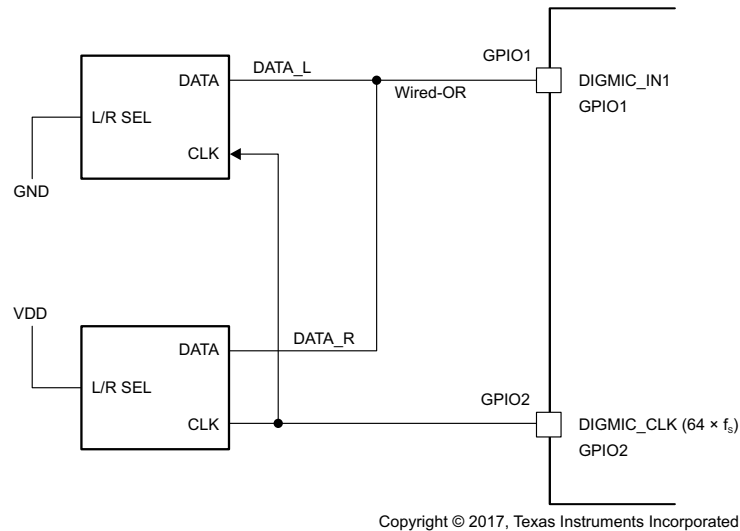 GPIO1
DATA DATA_L
Wired-OR
DIGMIC_IN1
GPIO1
L/R SEL
CLK
GND
VDD
DATA DATA_R
L/R SEL
GPIO2
CLK
DIGMIC_CLK (64 × fs)
GPIO2
Copyright © 2017, Texas Instruments Incorporated